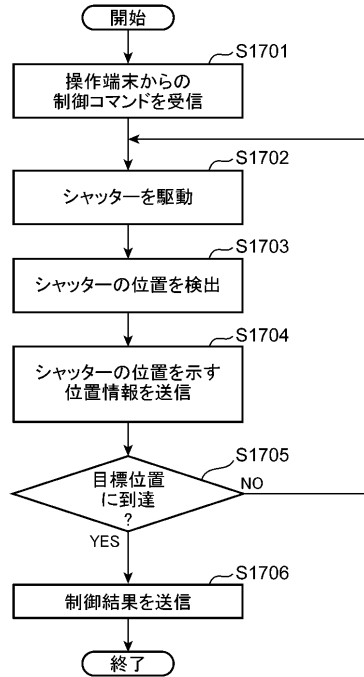 開始
S1701
操作端末からの
制御コマンドを受信
S1702
シャッターを駆動
S1703
シャッターの位置を検出
S1704
シャッターの位置を示す
位置情報を送信
S1705
目標位置
に到達
?
NO
YES
S1706
制御結果を送信
終了